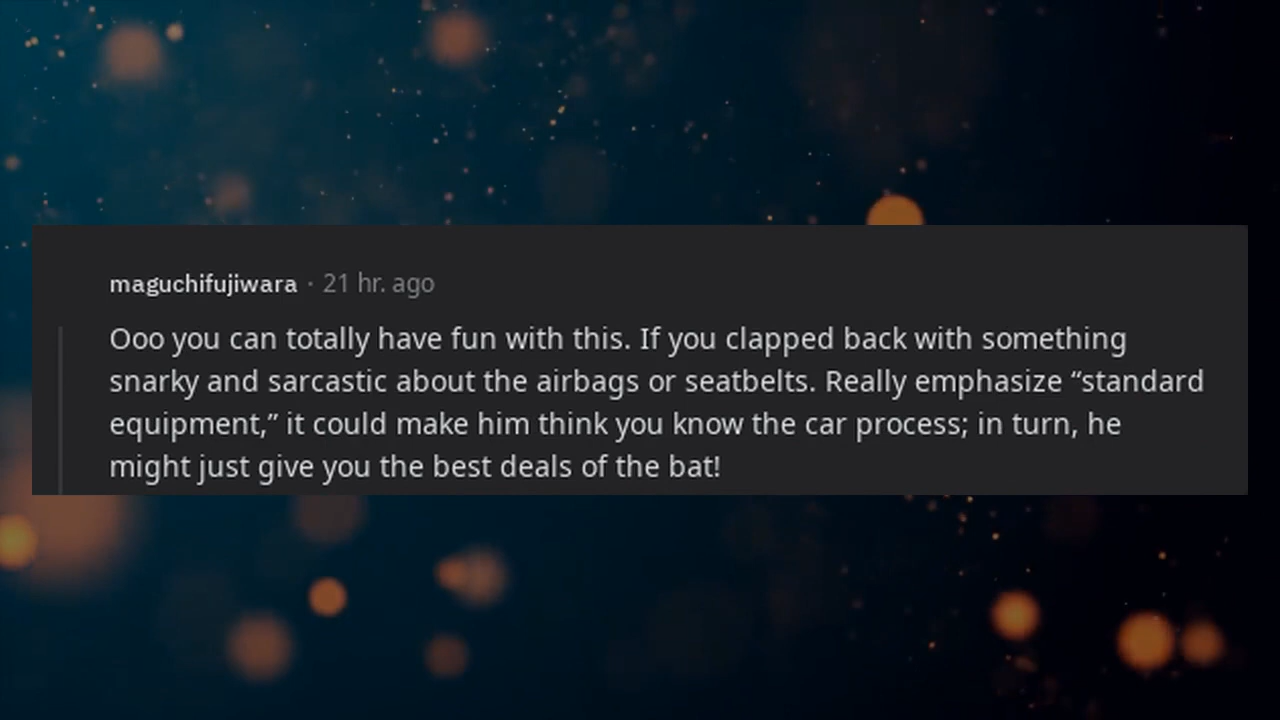 maguchifujiwara · 21 hr. ago
Ooo you can totally have fun with this. If you clapped back with something
snarky and sarcastic about the airbags or seatbelts. Really emphasize “standard
equipment,” it could make him think you know the car process; in turn, he
might just give you the best deals of the bat!